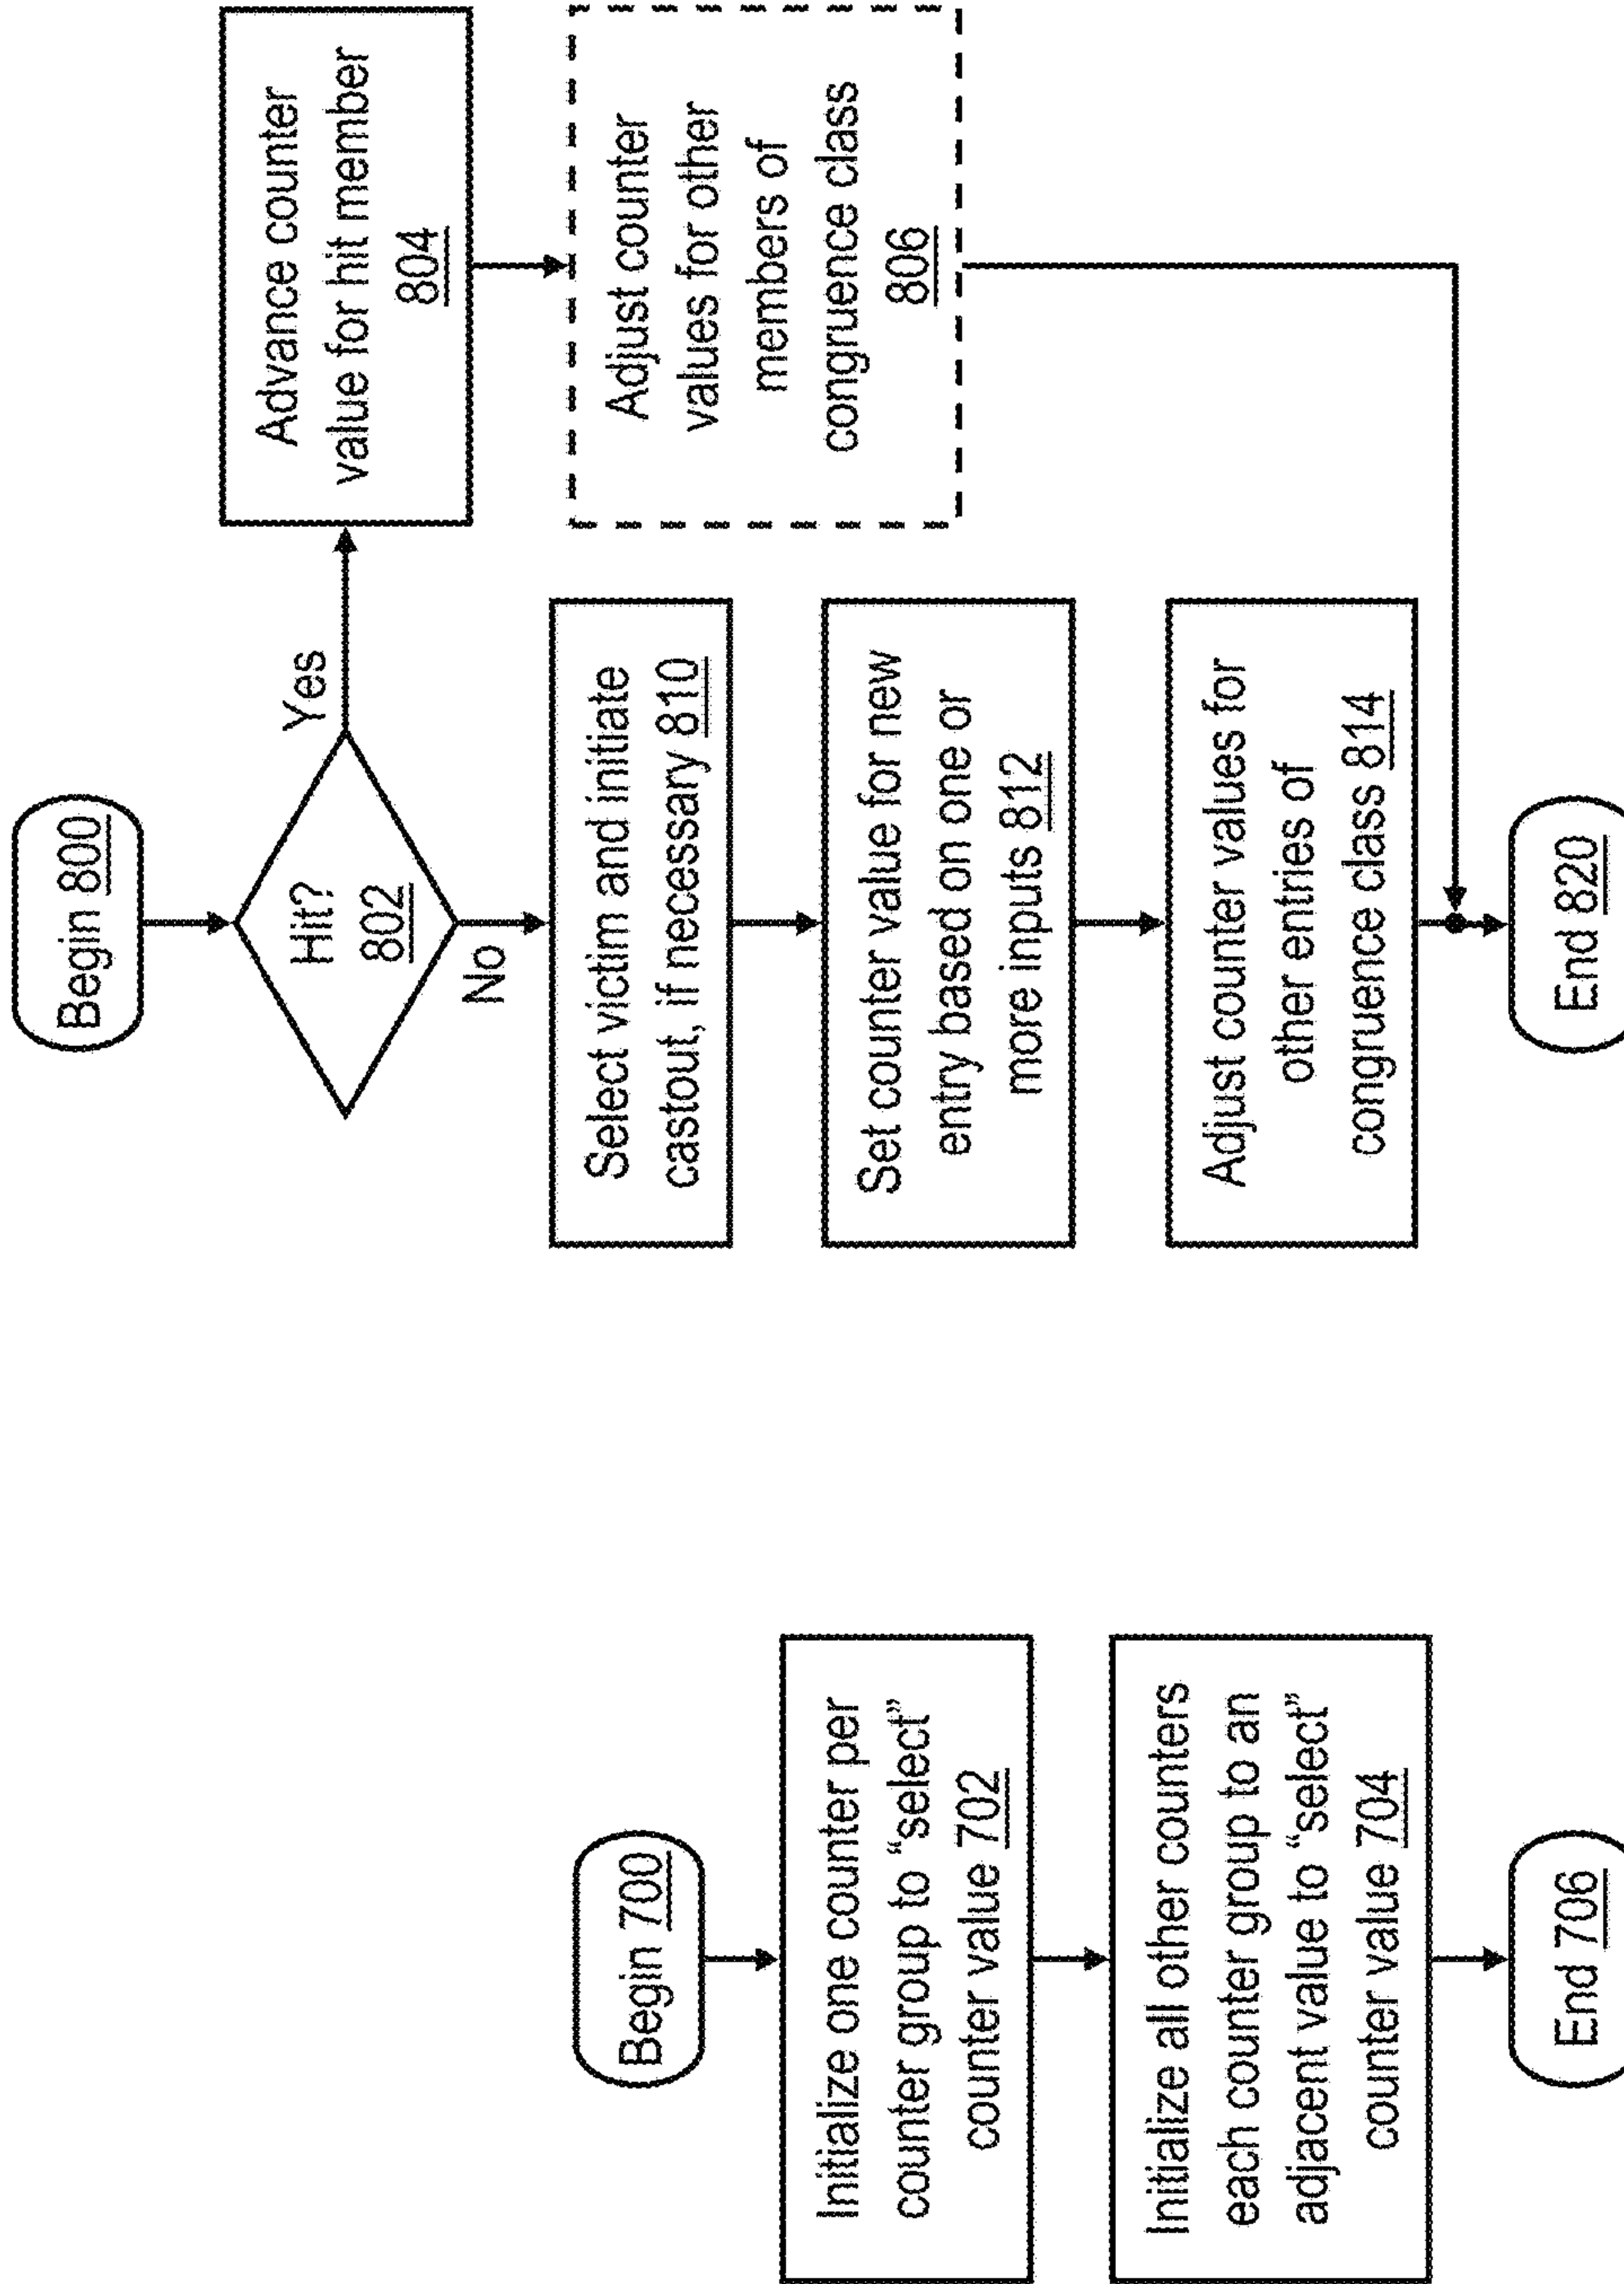 Begin 700
Initialize one counter per
counter group to “select”
counter value 702
Initialize all other counters
each counter group to an
adjacent value to “select”
counter value 704
End 706
Begin 800
Hit?
802
Yes
No
Advance counter
value for hit member
804
Adjust counter
values for other
members of
congruence class
806
Select victim and initiate
castout, if necessary 810
Set counter value for new
entry based on one or
more inputs 812
Adjust counter values for
other entries of
congruence class 814
End 820